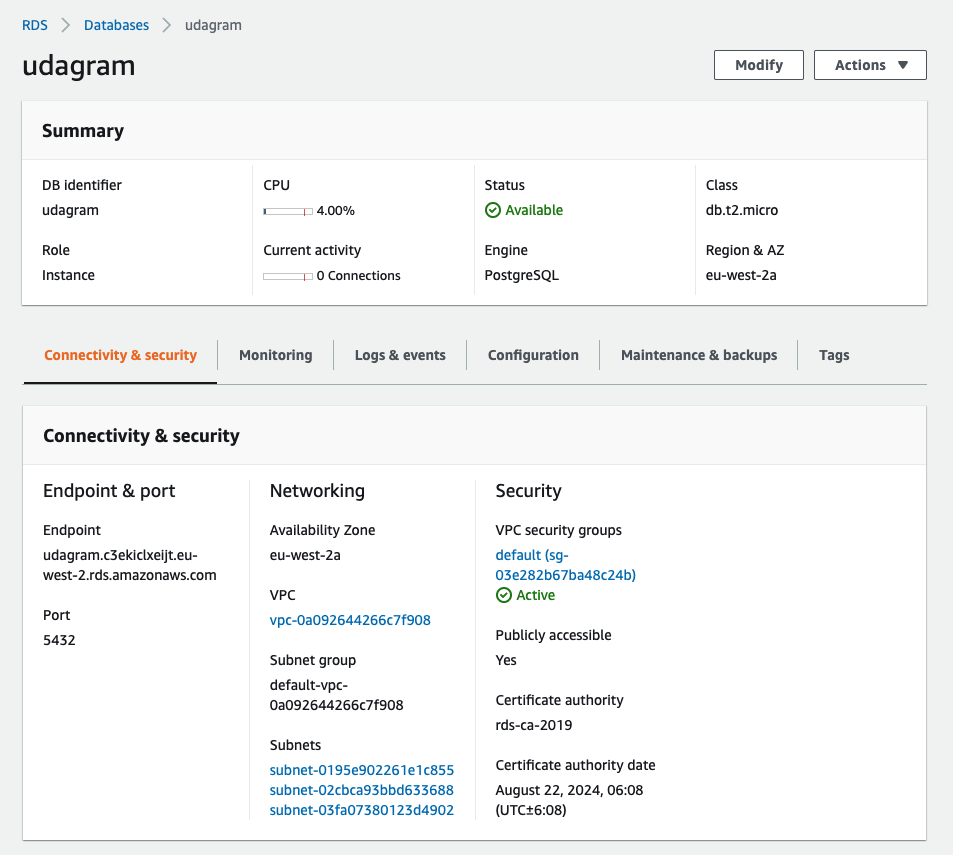 RDS > Databases > udagram
udagram
Modify
Actions ▼
Summary
DB identifier
udagram
CPU
4.00%
Status
Available
Class
db.t2.micro
Role
Instance
Current activity
0 Connections
Engine
PostgreSQL
Region & AZ
eu-west-2a
Connectivity & security
Monitoring
Logs & events
Configuration
Maintenance & backups
Tags
Connectivity & security
Endpoint & port
Endpoint
udagram.c3ekiclxeijt.eu-
west-2.rds.amazonaws.com
Port
5432
Networking
Availability Zone
eu-west-2a
VPC
vpc-0a092644266c7f908
Subnet group
default-vpc-
0a092644266c7f908
Subnets
subnet-0195e902261e1c855
subnet-02cbca93bbd633688
subnet-03fa07380123d4902
Security
VPC security groups
default (sg-
03e282b67ba48c24b)
Active
Publicly accessible
Yes
Certificate authority
rds-ca-2019
Certificate authority date
August 22, 2024, 06:08
(UTC±6:08)